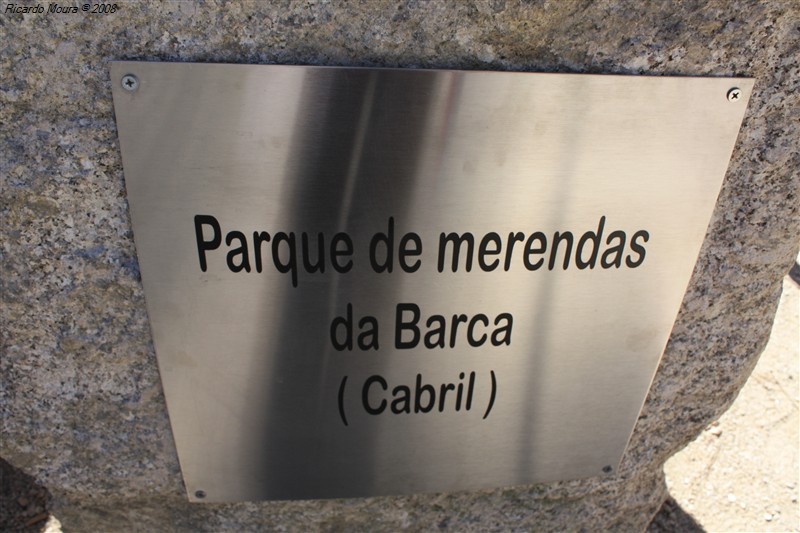 Ricardo Moura © 2008
Parque de merendas
da Barca
( Cabril )